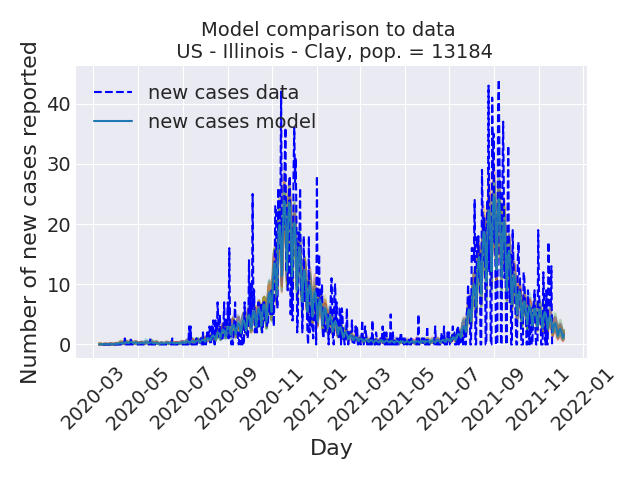 Model comparison to data
US - Illinois - Clay, pop. = 13184
Number of new cases reported
40
30
20
10
0
new cases data
new cases model
2020-03
2020-05
2020-07
2020-09
2020-11
2021-01
2021-03
2021-05
2021-07
2021-09
2021-11
2022-01
Day